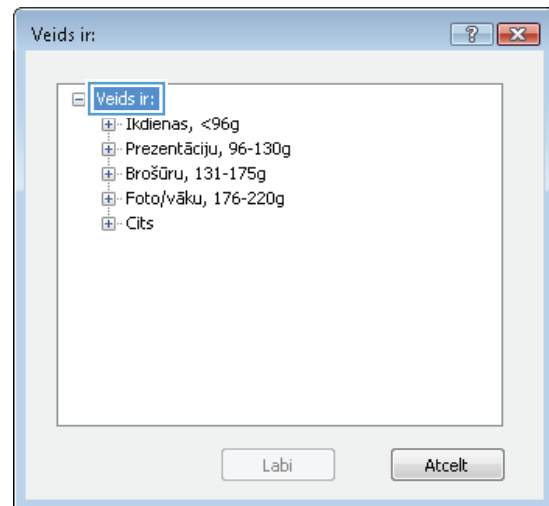 Veids ir:
Veids ir:
Ikdienas, <96g
Prezentāciju, 96-130g
Brošūru, 131-175g
Foto/vāku, 176-220g
Cits
Labi
Atcelt